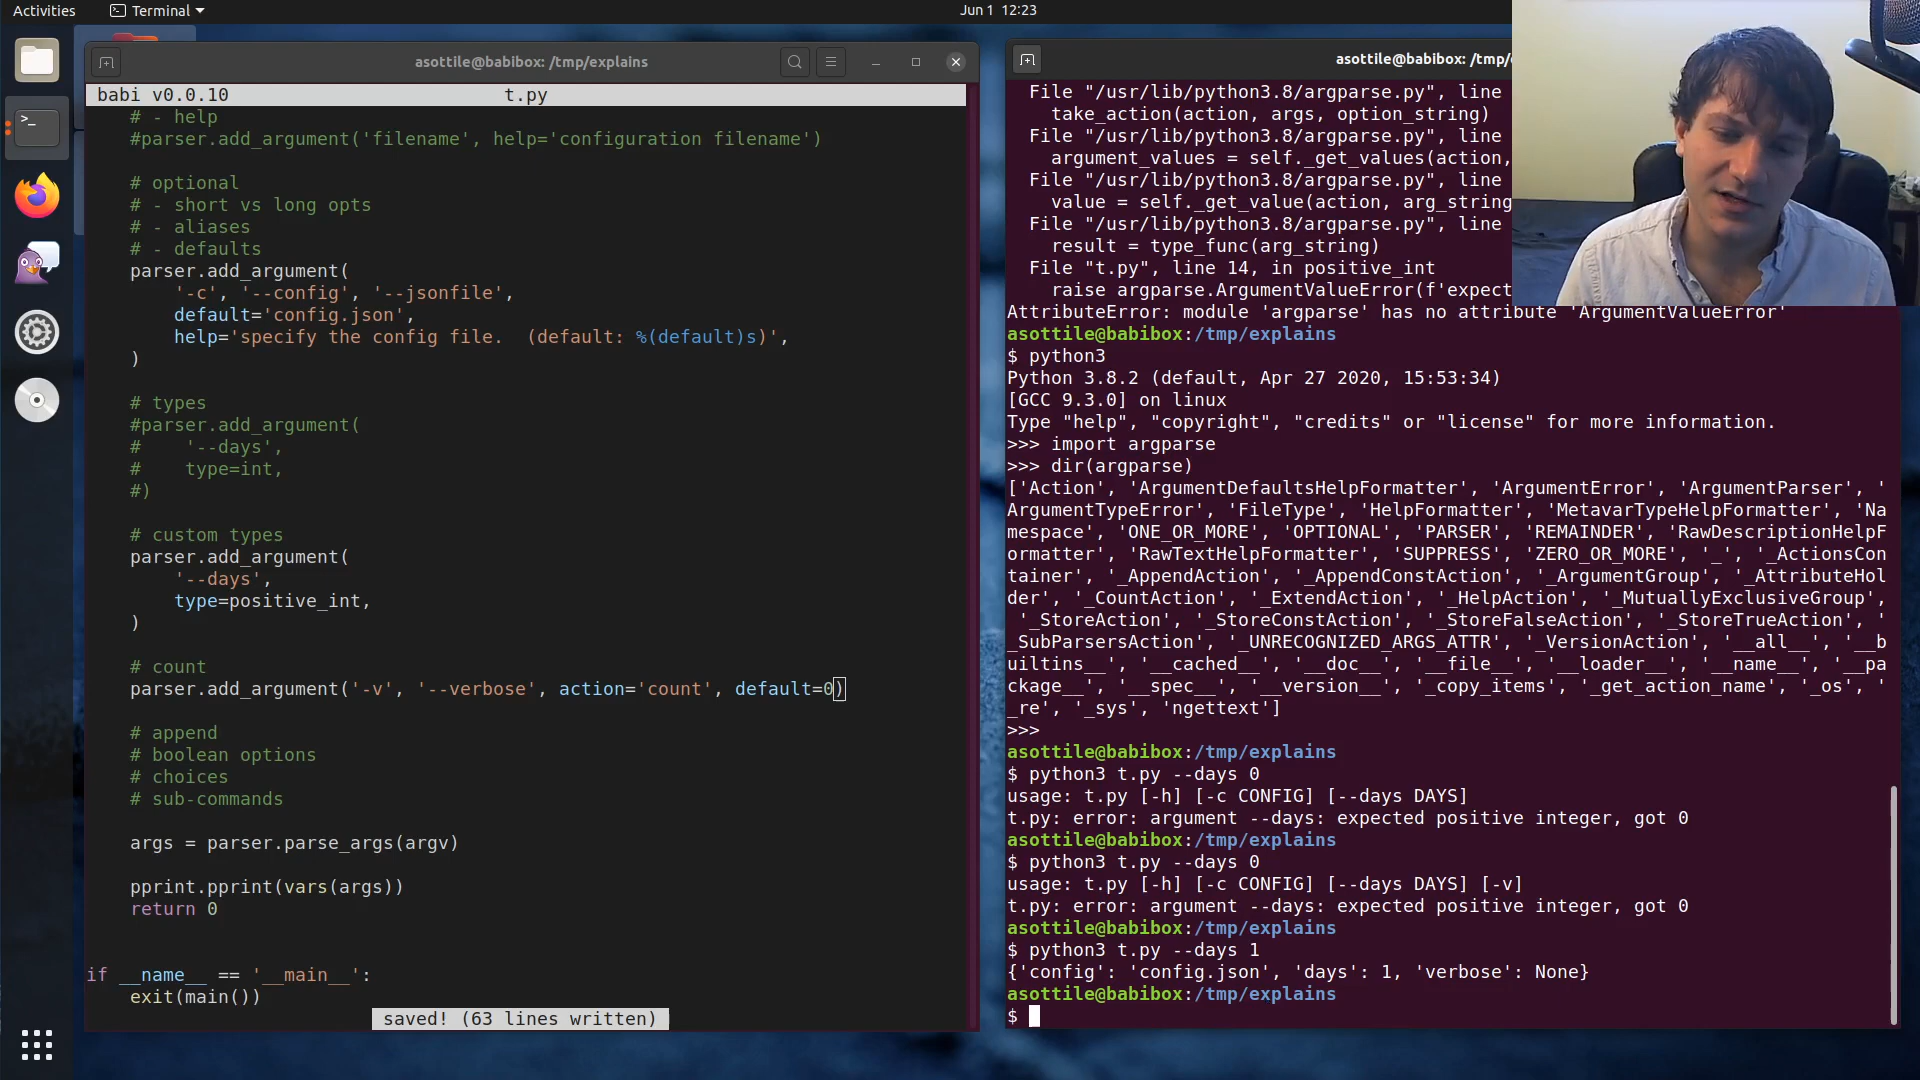 Activities
Terminal
Jun 1 12:23
asottile@babibox: /tmp/explains
babi v0.0.10
t.py
# - help
#parser.add_argument('filename', help='configuration filename')
# optional
# - short vs long opts
# - aliases
# - defaults
parser.add_argument(
'-c', '--config', '--jsonfile',
default='config.json',
help='specify the config file.  (default: %(default)s)',
)
# types
#parser.add_argument(
#    '--days',
#    type=int,
#)
# custom types
parser.add_argument(
'--days',
type=positive_int,
)
# count
parser.add_argument('-v', '--verbose', action='count', default=0)
# append
# boolean options
# choices
# sub-commands
args = parser.parse_args(argv)
pprint.pprint(vars(args))
return 0
if __name__ == '__main__':
exit(main())
saved! (63 lines written)
asottile@babibox: /tmp/
File "/usr/lib/python3.8/argparse.py", line
take_action(action, args, option_string)
File "/usr/lib/python3.8/argparse.py", line
argument_values = self._get_values(action,
File "/usr/lib/python3.8/argparse.py", line
value = self._get_value(action, arg_string
File "/usr/lib/python3.8/argparse.py", line
result = type_func(arg_string)
File "t.py", line 14, in positive_int
raise argparse.ArgumentValueError(f'expect
AttributeError: module 'argparse' has no attribute 'ArgumentValueError'
asottile@babibox:/tmp/explains
$ python3
Python 3.8.2 (default, Apr 27 2020, 15:53:34)
[GCC 9.3.0] on linux
Type "help", "copyright", "credits" or "license" for more information.
>>> import argparse
>>> dir(argparse)
['Action', 'ArgumentDefaultsHelpFormatter', 'ArgumentError', 'ArgumentParser', '
ArgumentTypeError', 'FileType', 'HelpFormatter', 'MetavarTypeHelpFormatter', 'Na
mespace', 'ONE_OR_MORE', 'OPTIONAL', 'PARSER', 'REMAINDER', 'RawDescriptionHelpF
ormatter', 'RawTextHelpFormatter', 'SUPPRESS', 'ZERO_OR_MORE', '_', '_ActionsCon
tainer', '_AppendAction', '_AppendConstAction', '_ArgumentGroup', '_AttributeHol
der', '_CountAction', '_ExtendAction', '_HelpAction', '_MutuallyExclusiveGroup',
'_StoreAction', '_StoreConstAction', '_StoreFalseAction', '_StoreTrueAction', '
_SubParsersAction', '_UNRECOGNIZED_ARGS_ATTR', '_VersionAction', '__all__', '__b
uiltins__', '__cached__', '__doc__', '__file__', '__loader__', '__name__', '__pa
ckage__', '__spec__', '__version__', '_copy_items', '_get_action_name', '_os', '
_re', '_sys', 'ngettext']
>>>
asottile@babibox:/tmp/explains
$ python3 t.py --days 0
usage: t.py [-h] [-c CONFIG] [--days DAYS]
t.py: error: argument --days: expected positive integer, got 0
asottile@babibox:/tmp/explains
$ python3 t.py --days 0
usage: t.py [-h] [-c CONFIG] [--days DAYS] [-v]
t.py: error: argument --days: expected positive integer, got 0
asottile@babibox:/tmp/explains
$ python3 t.py --days 1
{'config': 'config.json', 'days': 1, 'verbose': None}
asottile@babibox:/tmp/explains
$